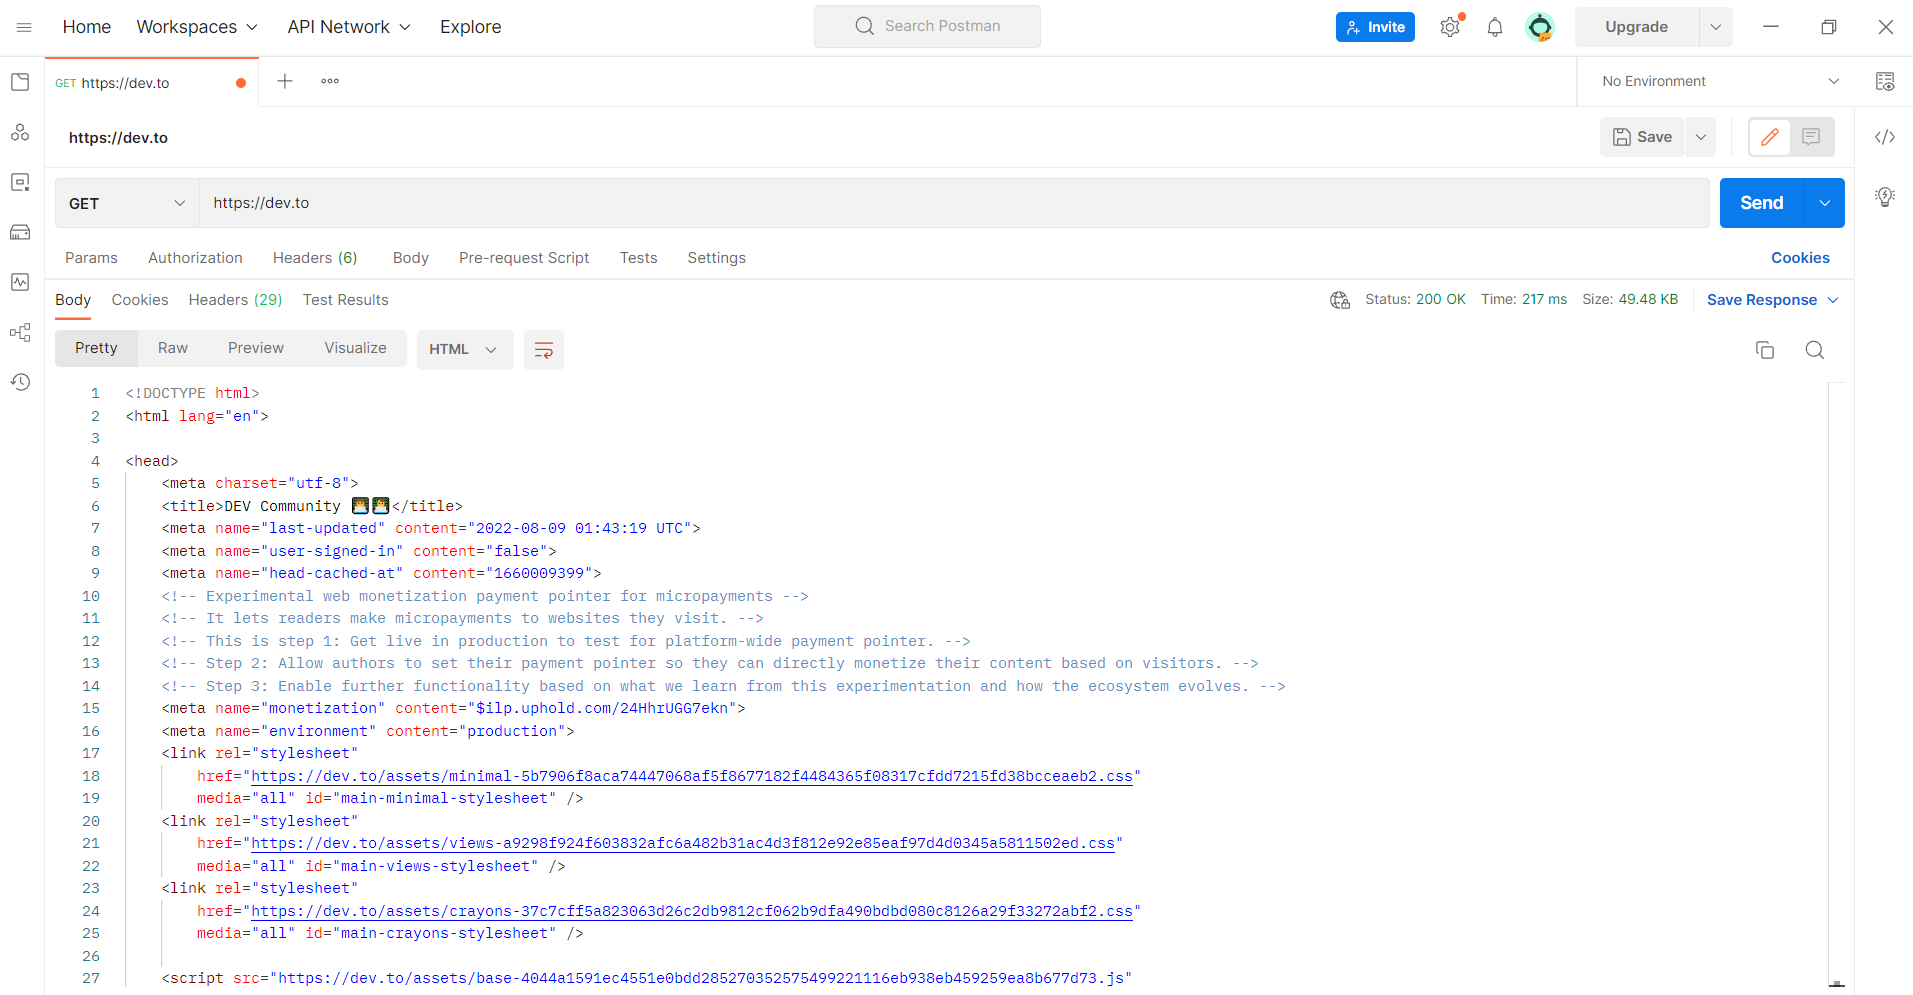 Home Workspaces API Network Explore Search Postman Invite Upgrade
GET https://dev.to No Environment
https://dev.to Save
GET https://dev.to Send
Params Authorization Headers (6) Body Pre-request Script Tests Settings Cookies
Body Cookies Headers (29) Test Results Status: 200 OK Time: 217 ms Size: 49.48 KB Save Response
Pretty Raw Preview Visualize HTML
1 <!DOCTYPE html>
2 <html lang="en">
3
4 <head>
5 <meta charset="utf-8">
6 <title>DEV Community 👩‍💻👨‍💻</title>
7 <meta name="last-updated" content="2022-08-09 01:43:19 UTC">
8 <meta name="user-signed-in" content="false">
9 <meta name="head-cached-at" content="1660009399">
10 <!-- Experimental web monetization payment pointer for micropayments -->
11 <!-- It lets readers make micropayments to websites they visit. -->
12 <!-- This is step 1: Get live in production to test for platform-wide payment pointer. -->
13 <!-- Step 2: Allow authors to set their payment pointer so they can directly monetize their content based on visitors. -->
14 <!-- Step 3: Enable further functionality based on what we learn from this experimentation and how the ecosystem evolves. -->
15 <meta name="monetization" content="$ilp.uphold.com/24HhrUGG7ekn">
16 <meta name="environment" content="production">
17 <link rel="stylesheet"
18 href="https://dev.to/assets/minimal-5b7906f8aca74447068af5f8677182f4484365f08317cfdd7215fd38bcceaeb2.css"
19 media="all" id="main-minimal-stylesheet" />
20 <link rel="stylesheet"
21 href="https://dev.to/assets/views-a9298f924f603832afc6a482b31ac4d3f812e92e85eaf97d4d0345a5811502ed.css"
22 media="all" id="main-views-stylesheet" />
23 <link rel="stylesheet"
24 href="https://dev.to/assets/crayons-37c7cff5a823063d26c2db9812cf062b9dfa490bdbd080c8126a29f33272abf2.css"
25 media="all" id="main-crayons-stylesheet" />
26
27 <script src="https://dev.to/assets/base-4044a1591ec4551e0bdd285270352575499221116eb938eb459259ea8b677d73.js"